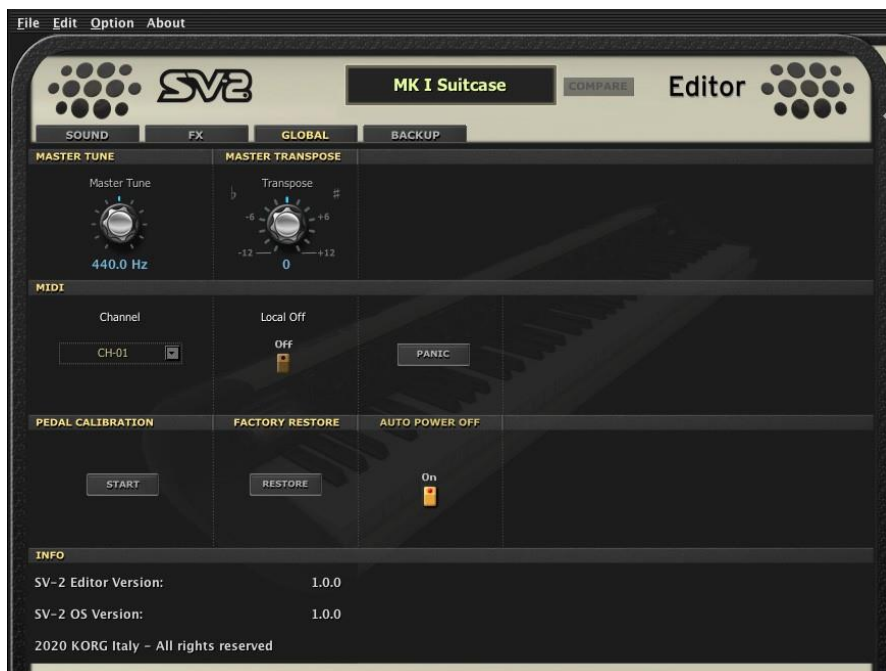 File Edit Option About
SV-2 MK I Suitcase COMPARE Editor
SOUND FX GLOBAL BACKUP
MASTER TUNE MASTER TRANSPOSE
Master Tune Transpose
♭ ♯
-6 +6
-12 +12
440.0 Hz 0
MIDI
Channel Local Off
Off
CH-01 PANIC
PEDAL CALIBRATION FACTORY RESTORE AUTO POWER OFF
On
START RESTORE
INFO
SV-2 Editor Version: 1.0.0
SV-2 OS Version: 1.0.0
2020 KORG Italy - All rights reserved